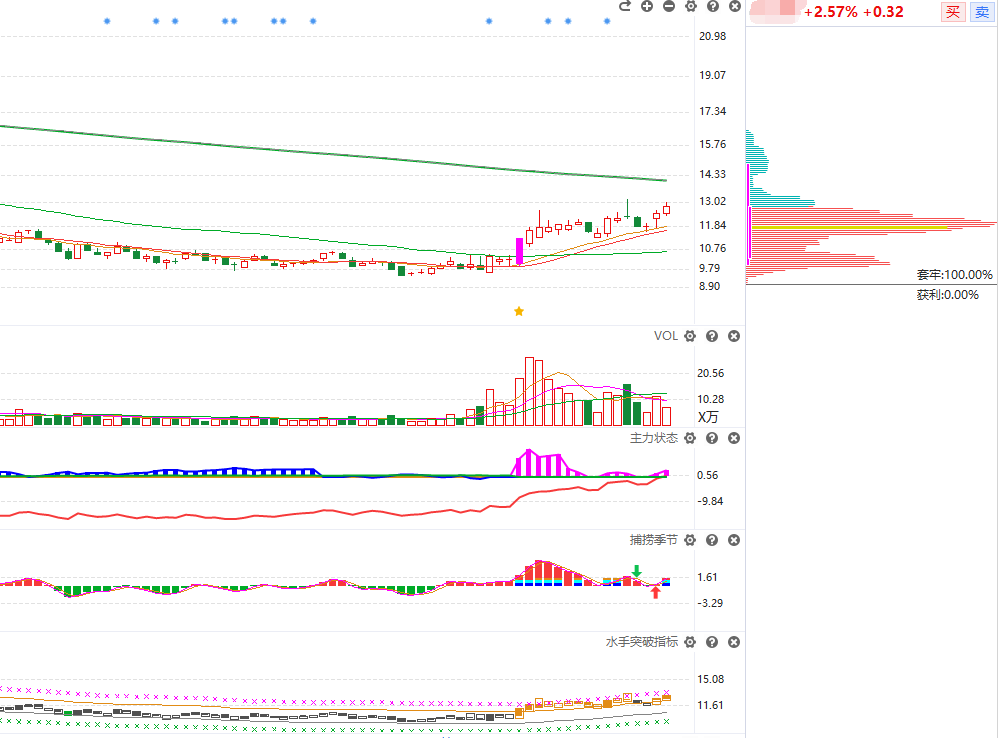 +2.57% +0.32 买 卖
20.98
19.07
17.34
15.76
14.33
13.02
11.84
10.76
9.79
8.90
套牢:100.00%
获利:0.00%
VOL
20.56
10.28
X万
主力状态
0.56
-9.84
捕捞季节
1.61
-3.29
水手突破指标
15.08
11.61